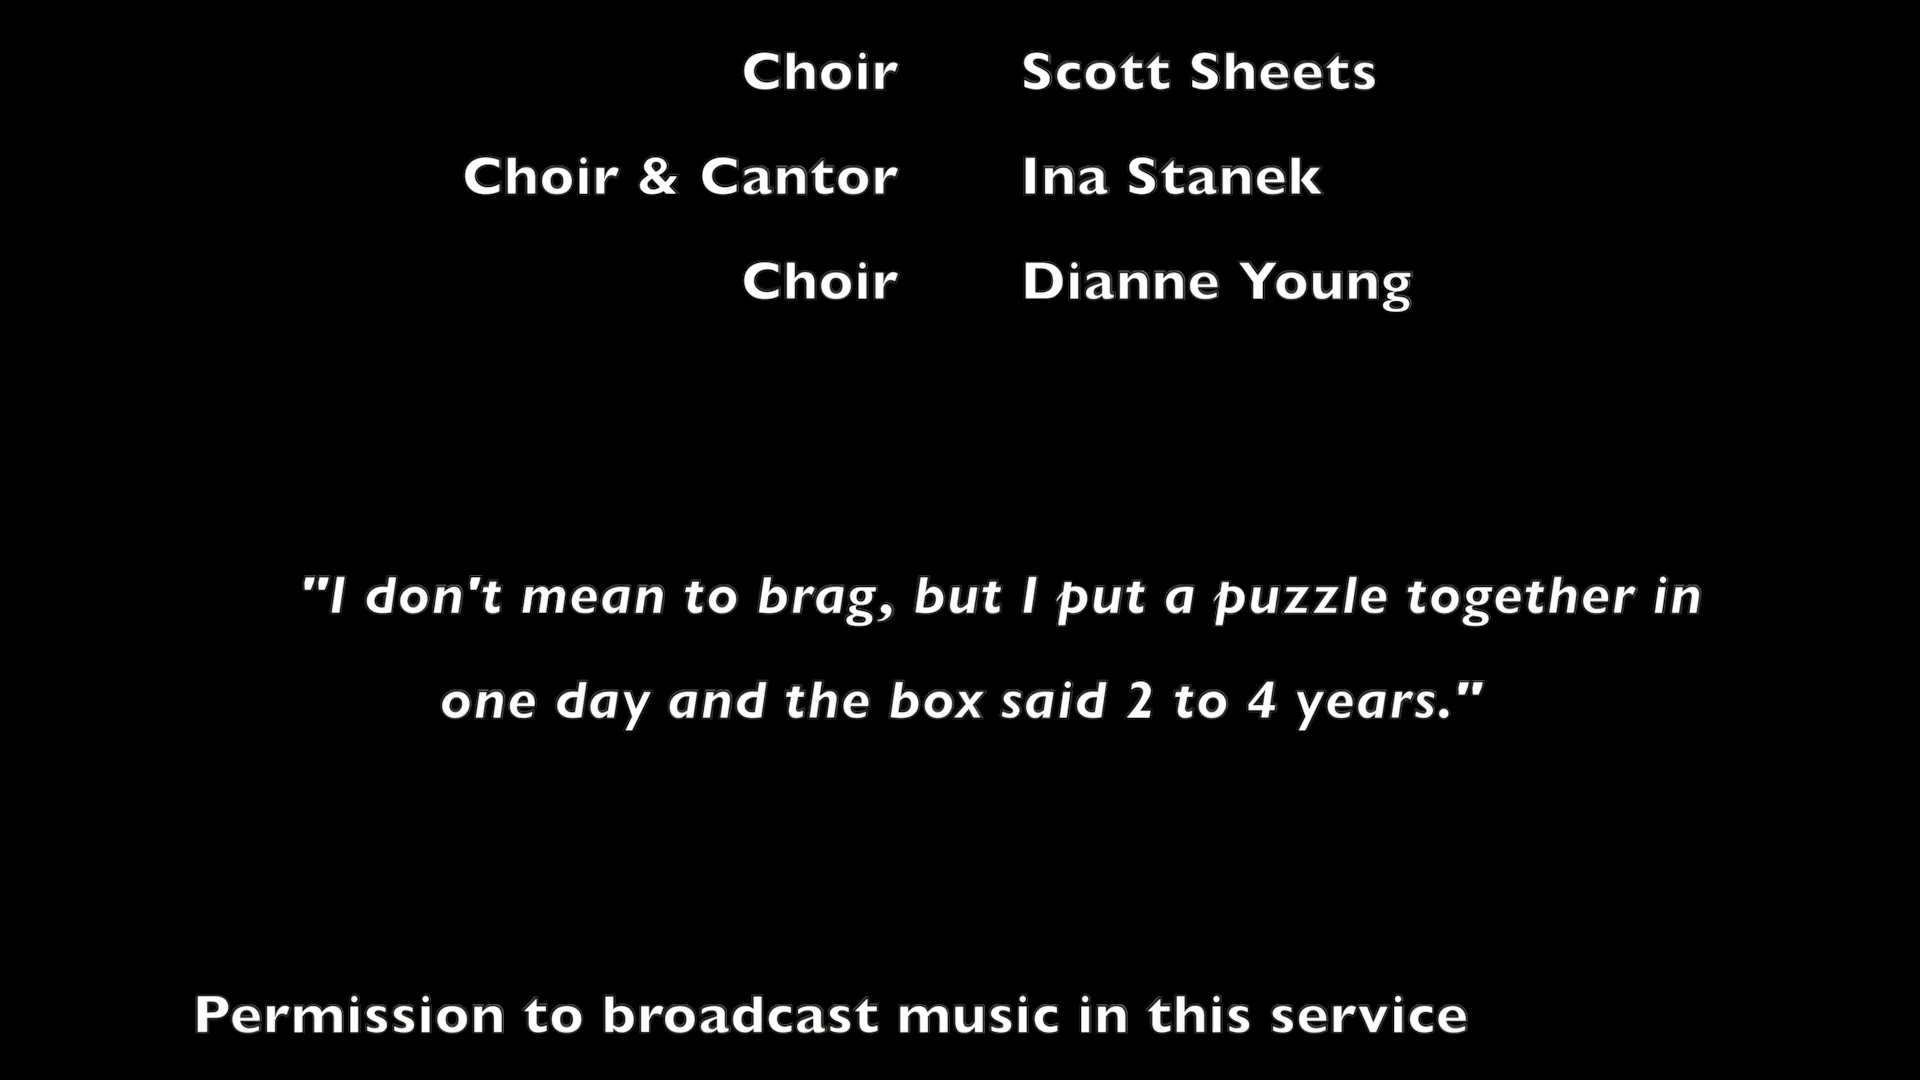 Choir Scott Sheets
Choir & Cantor Ina Stanek
Choir Dianne Young
"I don't mean to brag, but I put a puzzle together in
one day and the box said 2 to 4 years."
Permission to broadcast music in this service